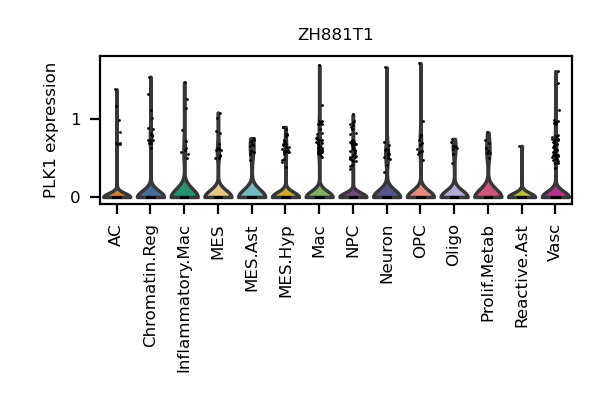 ZH881T1
PLK1 expression
1
0
AC
Chromatin.Reg
Inflammatory.Mac
MES
MES.Ast
MES.Hyp
Mac
NPC
Neuron
OPC
Oligo
Prolif.Metab
Reactive.Ast
Vasc